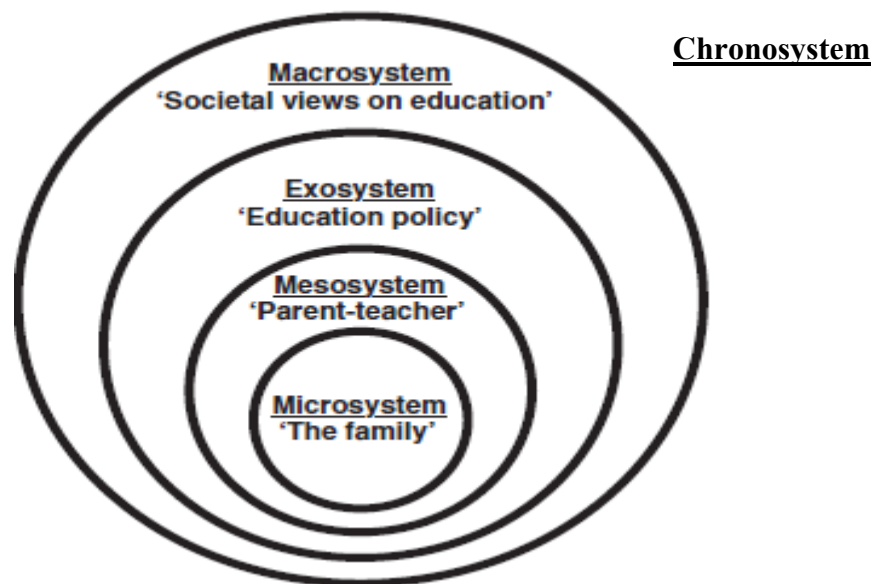 Chronosystem
Macrosystem
‘Societal views on education’
Exosystem
‘Education policy’
Mesosystem
‘Parent-teacher’
Microsystem
‘The family’